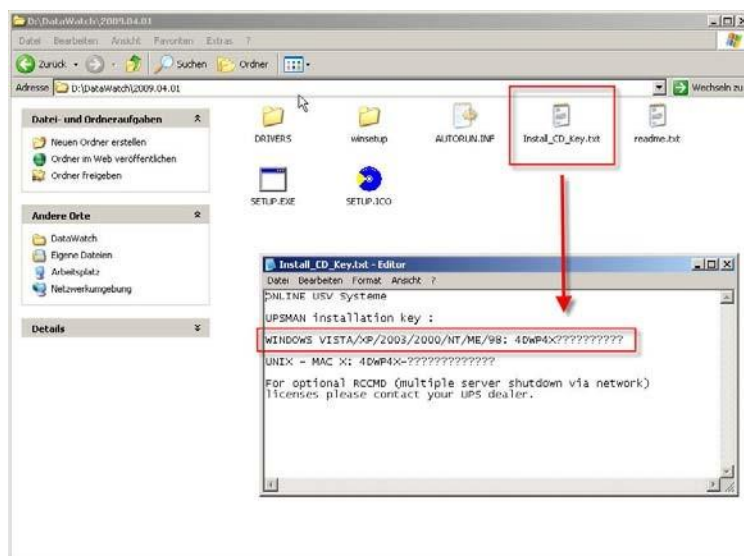 D:\DataWatch\2009.04.01
Datei Bearbeiten Ansicht Favoriten Extras ?
Zurück Suchen Ordner
Adresse D:\DataWatch\2009.04.01 Wechseln zu
Datei- und Ordneraufgaben
Neuen Ordner erstellen
Ordner im Web veröffentlichen
Ordner freigeben
Andere Orte
DataWatch
Eigene Dateien
Arbeitsplatz
Netzwerkumgebung
Details
DRIVERS winsetup AUTORUN.INF Install_CD_Key.txt readme.txt
SETUP.EXE SETUP.ICO
Install_CD_Key.txt - Editor
Datei Bearbeiten Format Ansicht ?
ONLINE USV Systeme
UPSMAN installation key :
WINDOWS VISTA/XP/2003/2000/NT/ME/98: 4DWP4X??????????
UNIX - MAC X: 4DWP4X-?????????????
For optional RCCMD (multiple server shutdown via network)
licenses please contact your UPS dealer.